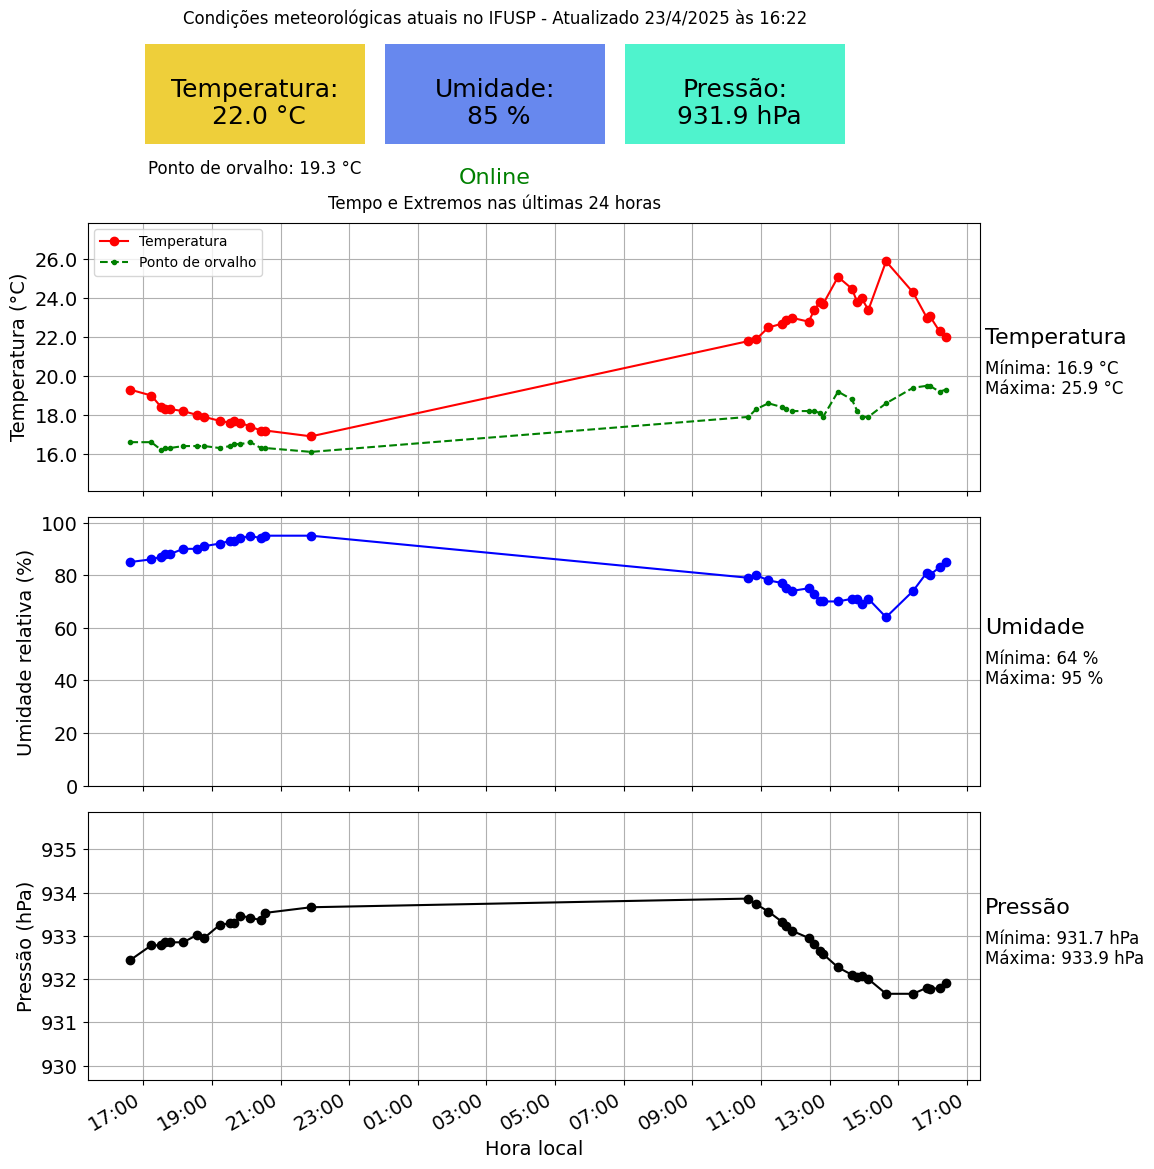 Condições meteorológicas atuais no IFUSP - Atualizado 23/4/2025 às 16:22
Temperatura:
22.0 °C
Umidade:
85 %
Pressão:
931.9 hPa
Ponto de orvalho: 19.3 °C
Online
Tempo e Extremos nas últimas 24 horas
Temperatura (°C)
26.0
24.0
22.0
20.0
18.0
16.0
Temperatura
Ponto de orvalho
Temperatura
Mínima: 16.9 °C
Máxima: 25.9 °C
Umidade relativa (%)
100
80
60
40
20
0
Umidade
Mínima: 64 %
Máxima: 95 %
Pressão (hPa)
935
934
933
932
931
930
Pressão
Mínima: 931.7 hPa
Máxima: 933.9 hPa
17:00
19:00
21:00
23:00
01:00
03:00
05:00
07:00
09:00
11:00
13:00
15:00
17:00
Hora local